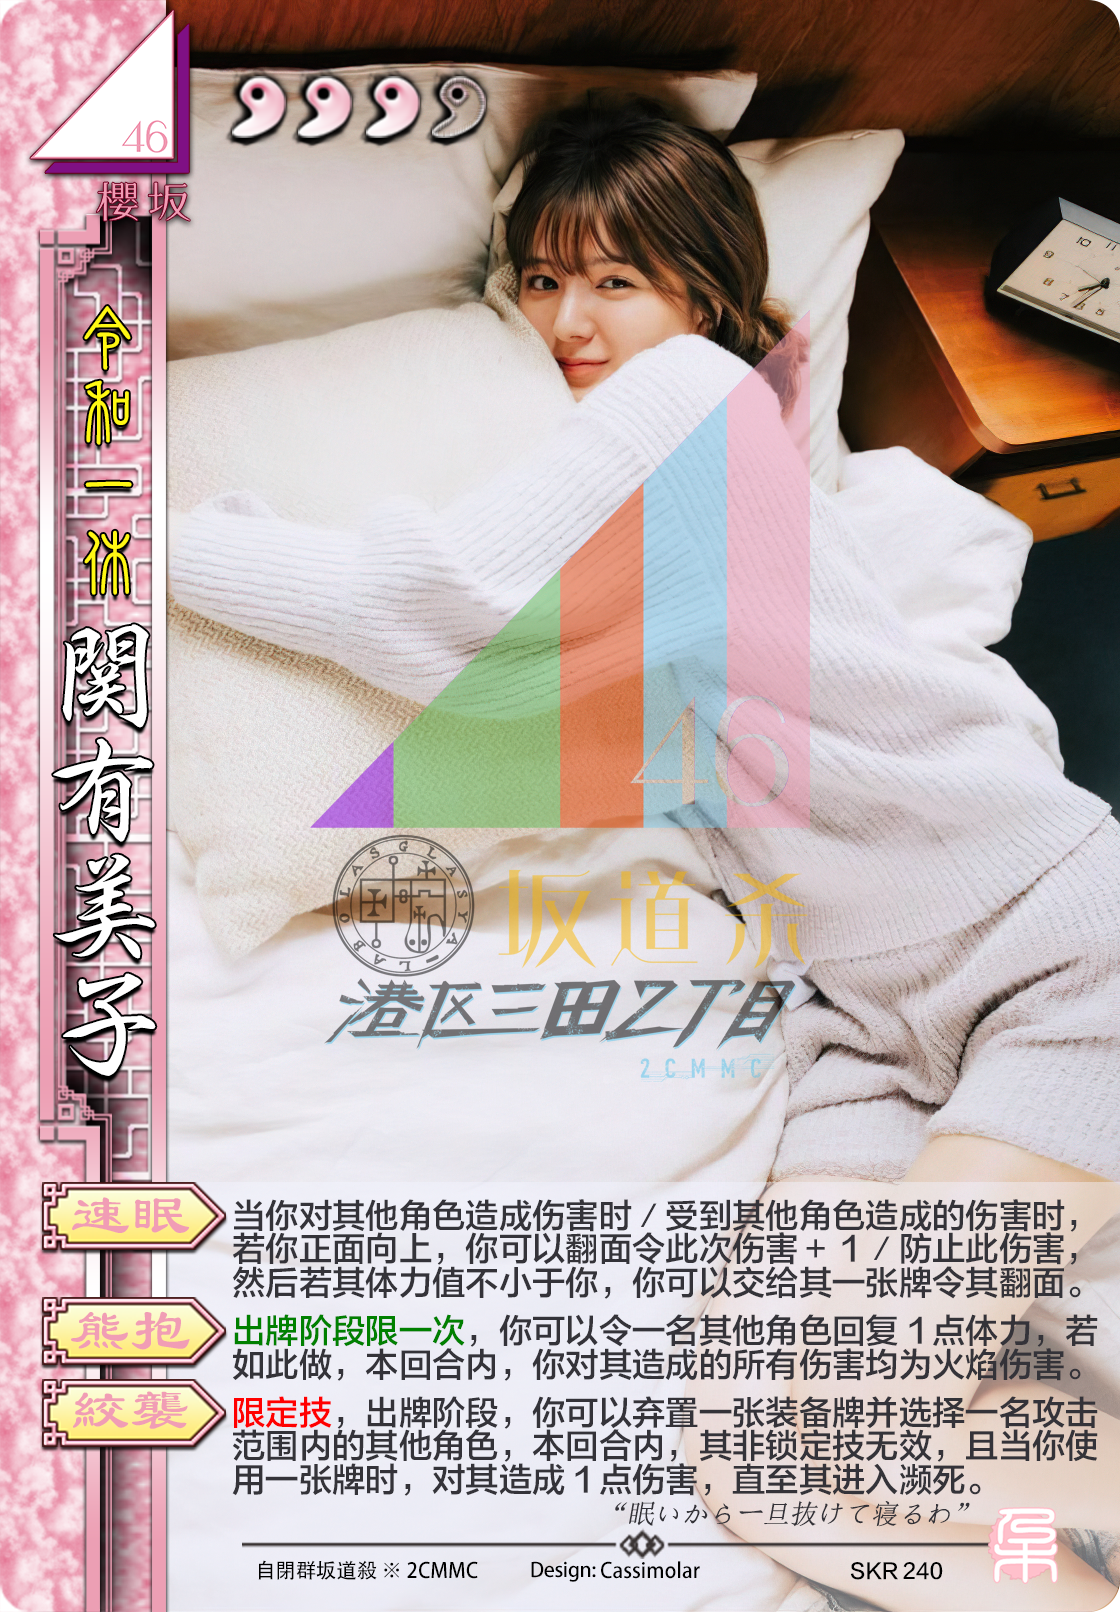 46
櫻坂
令和一休
関有美子
10
11
9
8
7
6
5
46
GLASYA-LABOLAS
坂道杀
港区三田乙丁目
2CMMC
速眠
当你对其他角色造成伤害时 / 受到其他角色造成的伤害时，
若你正面向上，你可以翻面令此次伤害 + 1 / 防止此伤害，
然后若其体力值不小于你，你可以交给其一张牌令其翻面。
熊抱
出牌阶段限一次，你可以令一名其他角色回复 1 点体力，若
如此做，本回合内，你对其造成的所有伤害均为火焰伤害。
絞襲
限定技，出牌阶段，你可以弃置一张装备牌并选择一名攻击
范围内的其他角色，本回合内，其非锁定技无效，且当你使
用一张牌时，对其造成 1 点伤害，直至其进入濒死。
“眠いから一旦抜けて寝るわ”
自閉群坂道殺 ※ 2CMMC
Design: Cassimolar
SKR 240